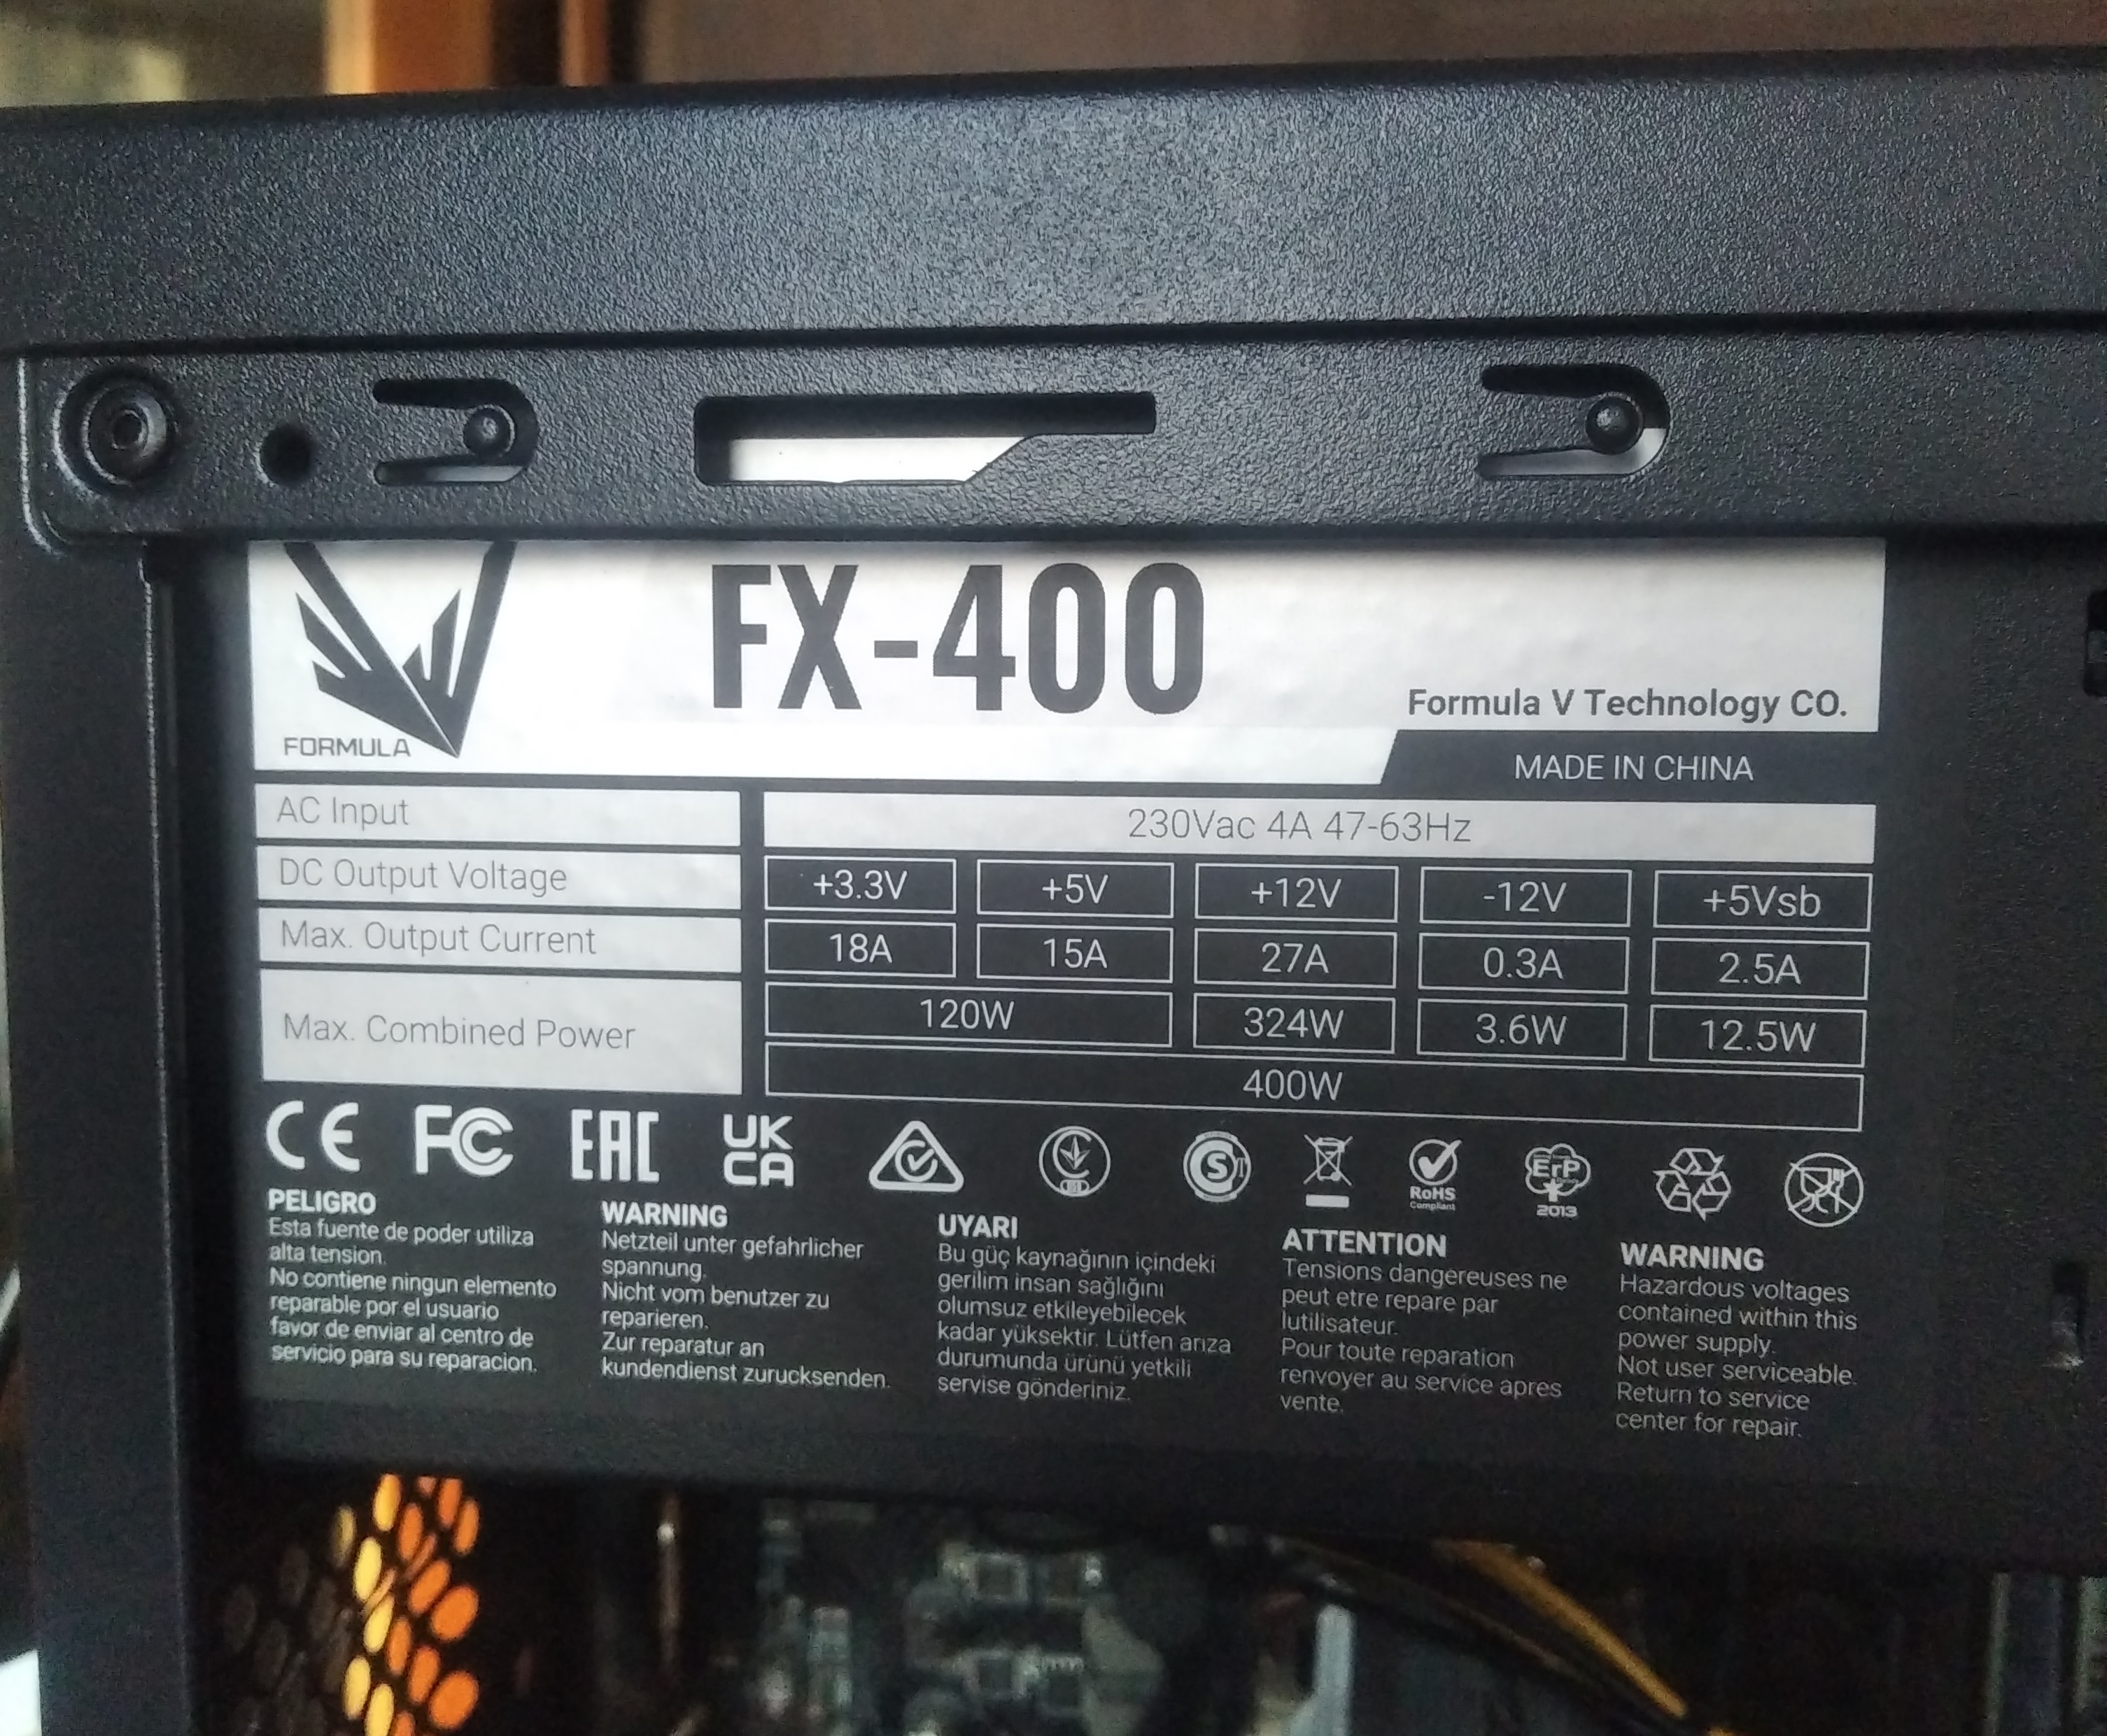 FX-400
FORMULA
Formula V Technology CO.
MADE IN CHINA
AC Input 230Vac 4A 47-63Hz
DC Output Voltage +3.3V +5V +12V -12V +5Vsb
Max. Output Current 18A 15A 27A 0.3A 2.5A
Max. Combined Power 120W 324W 3.6W 12.5W
400W
CE FC EAC UK
CA
S
RoHS
Compliant
ErP
2013
PELIGRO
Esta fuente de poder utiliza
alta tension.
No contiene ningun elemento
reparable por el usuario
favor de enviar al centro de
servicio para su reparacion.
WARNING
Netzteil unter gefahrlicher
spannung.
Nicht vom benutzer zu
reparieren.
Zur reparatur an
kundendienst zurucksenden.
UYARI
Bu güç kaynağının içindeki
gerilim insan sağlığını
olumsuz etkileyebilecek
kadar yüksektir. Lütfen arıza
durumunda ürünü yetkili
servise gönderiniz.
ATTENTION
Tensions dangereuses ne
peut etre repare par
lutilisateur.
Pour toute reparation
renvoyer au service apres
vente.
WARNING
Hazardous voltages
contained within this
power supply.
Not user serviceable.
Return to service
center for repair.